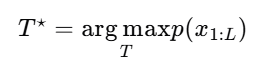 T⋆ = arg max p(x₁:L)
T